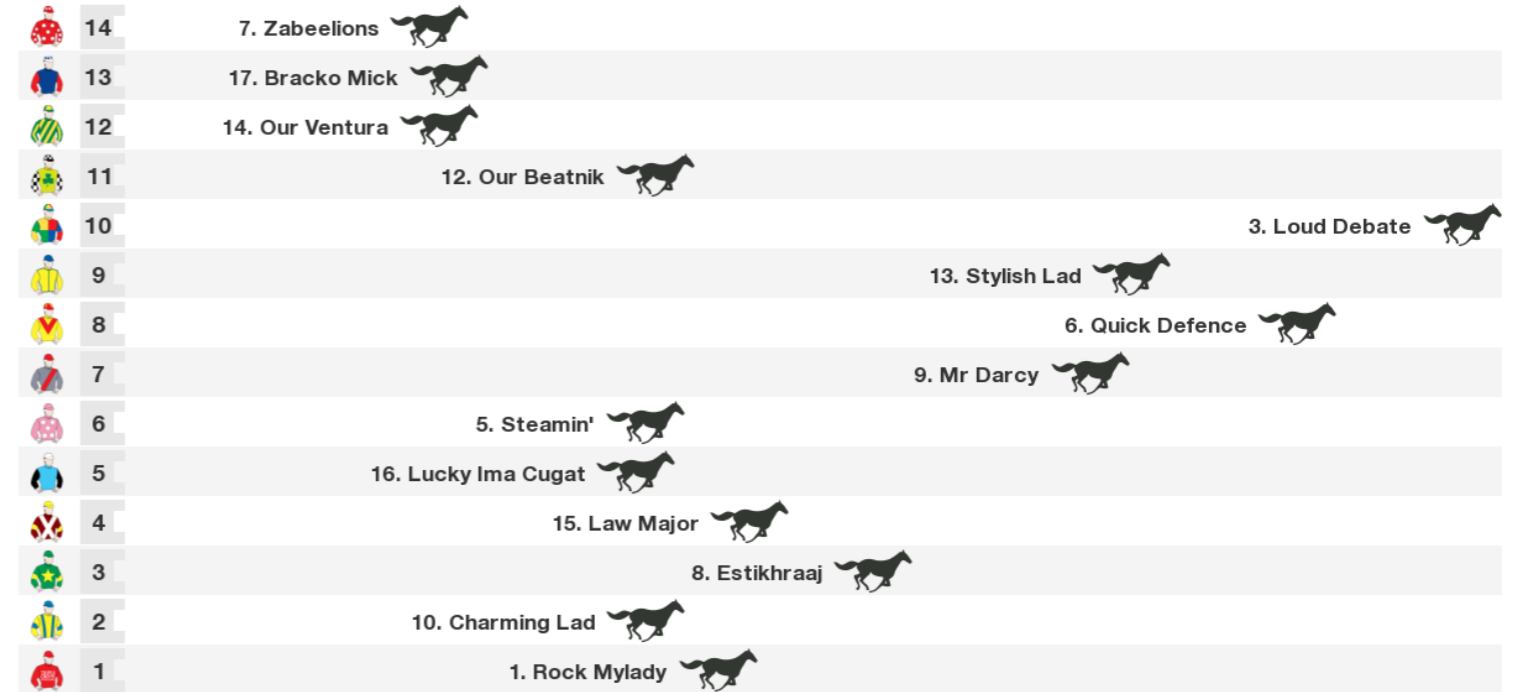 14 7. Zabeelions
13 17. Bracko Mick
12 14. Our Ventura
11 12. Our Beatnik
10 3. Loud Debate
9 13. Stylish Lad
8 6. Quick Defence
7 9. Mr Darcy
6 5. Steamin'
5 16. Lucky Ima Cugat
4 15. Law Major
3 8. Estikhraaj
2 10. Charming Lad
1 1. Rock Mylady